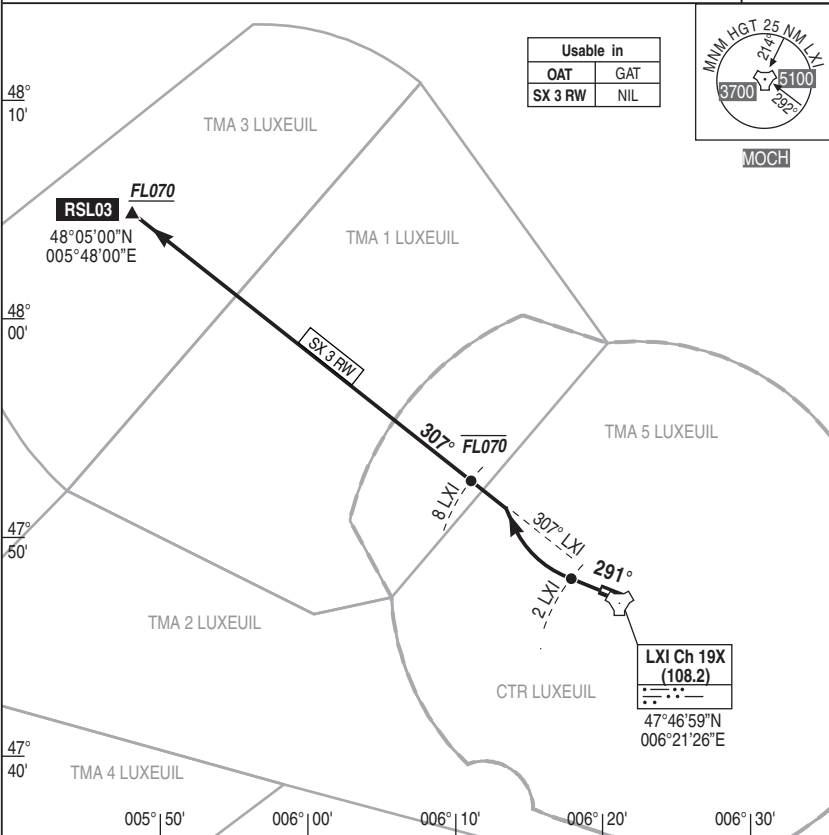 Usable in
OAT GAT
SX 3 RW NIL
MNM HGT 25 NM LXI
214°
3700
5100
292°
MOCH
48°
10'
TMA 3 LUXEUIL
FL070
RSL03
48°05'00"N
005°48'00"E
TMA 1 LUXEUIL
48°
00'
SX 3 RW
307°
FL070
TMA 5 LUXEUIL
8 LXI
307° LXI
47°
50'
291°
2 LXI
TMA 2 LUXEUIL
LXI Ch 19X
(108.2)
CTR LUXEUIL
47°46'59"N
006°21'26"E
47°
40'
TMA 4 LUXEUIL
005°50' 006°00' 006°10' 006°20' 006°30'